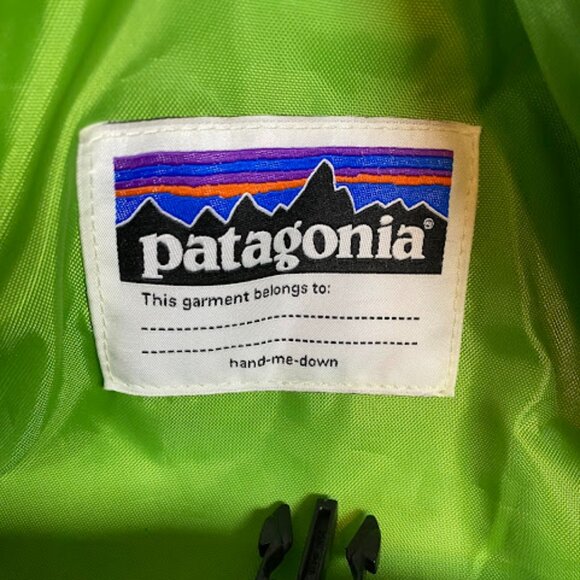 patagonia®
This garment belongs to:
hand-me-down